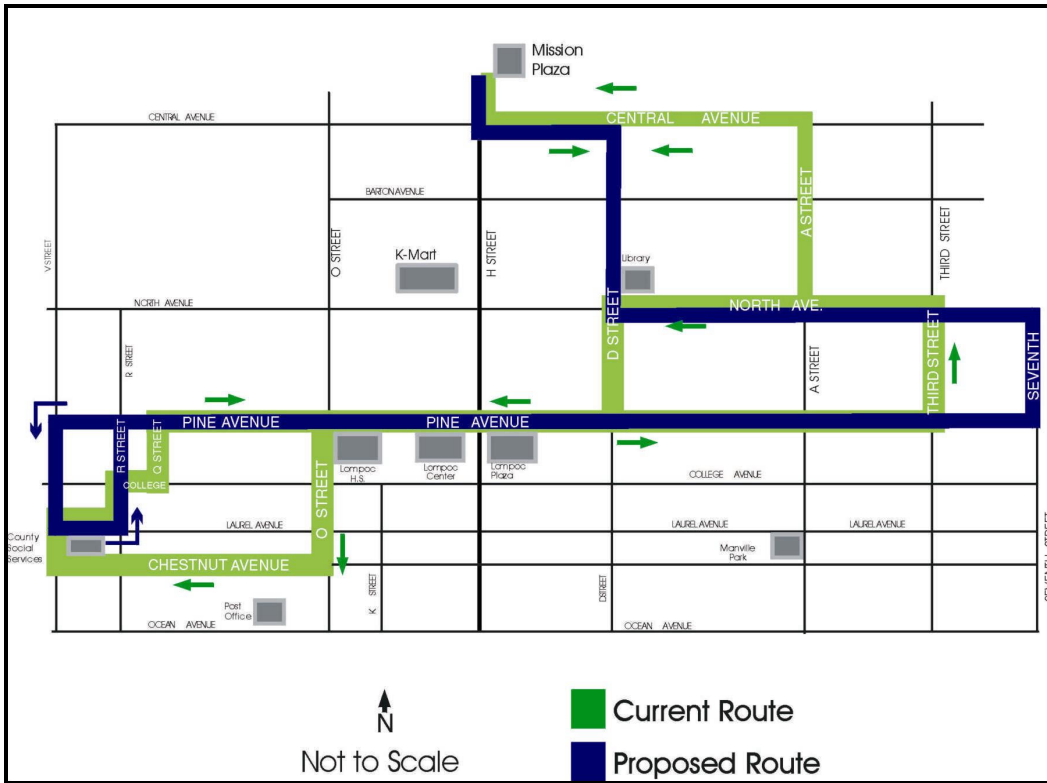 Mission
Plaza
CENTRAL AVENUE
CENTRAL AVENUE
BARTON AVENUE
A STREET
V STREET
O STREET
K-Mart
H STREET
Library
THIRD STREET
NORTH AVENUE
NORTH AVE.
D STREET
R STREET
A STREET
THIRD STREET
SEVENTH
PINE AVENUE
PINE AVENUE
R STREET
Q STREET
COLLEGE
O STREET
Lompoc
H.S.
Lompoc
Center
Lompoc
Plaza
COLLEGE AVENUE
LAUREL AVENUE
LAUREL AVENUE
LAUREL AVENUE
County
Social
Services
CHESTNUT AVENUE
Manville
Park
K STREET
DSTREET
SEVENTH STREET
Post
Office
OCEAN AVENUE
OCEAN AVENUE
N
Not to Scale
Current Route
Proposed Route